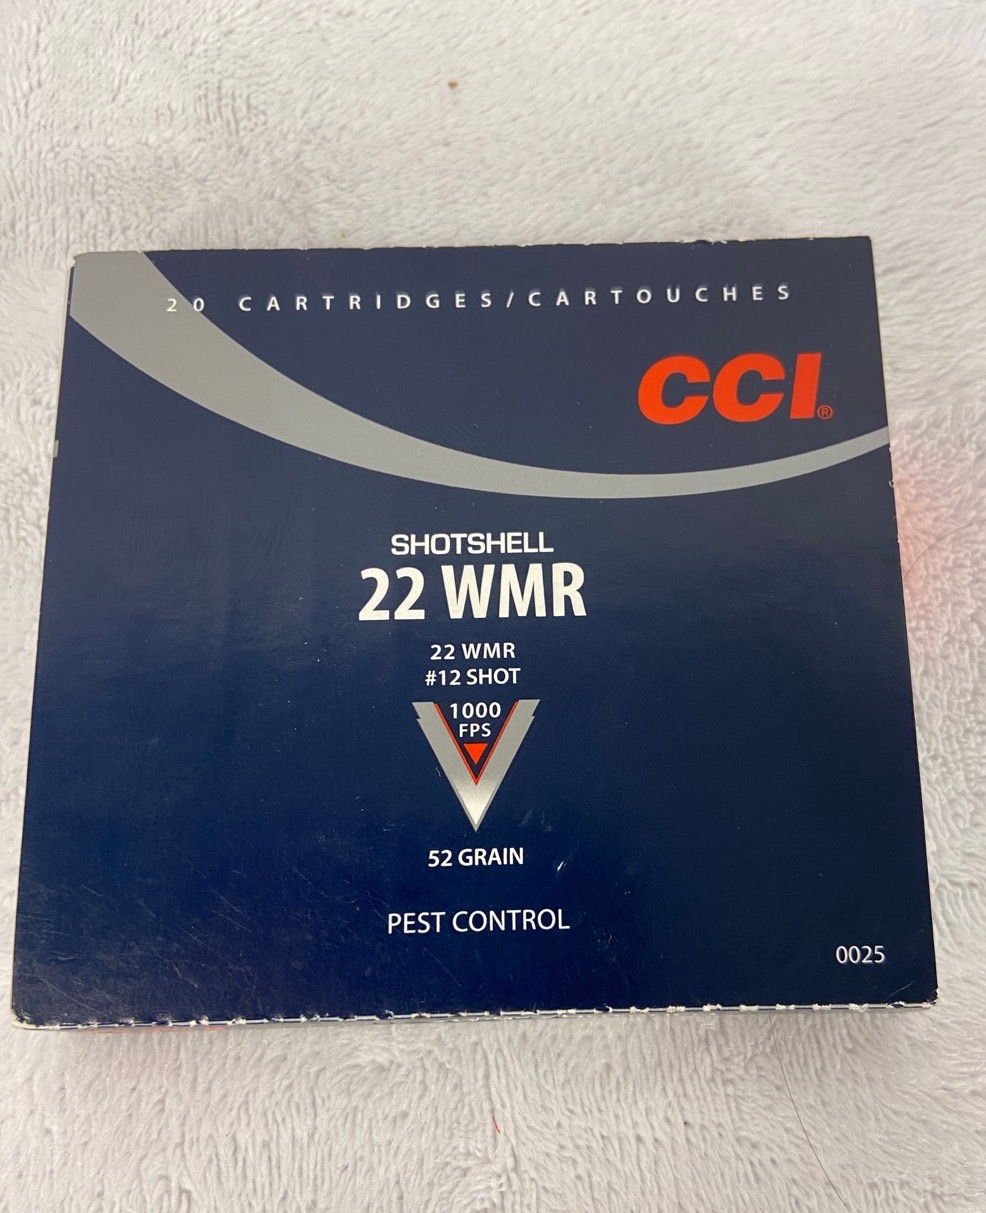 20 CARTRIDGES/CARTOUCHES
CCI®
SHOTSHELL
22 WMR
22 WMR
#12 SHOT
1000
FPS
52 GRAIN
PEST CONTROL
0025